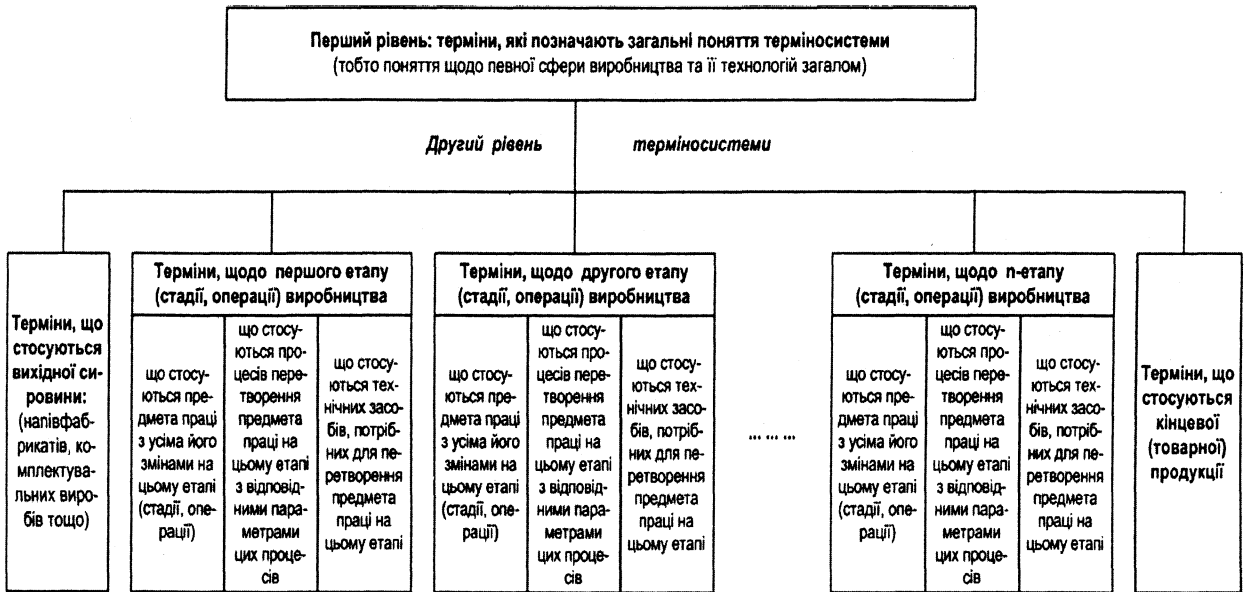 Перший рівень: терміни, які позначають загальні поняття терміносистеми
(тобто поняття щодо певної сфери виробництва та її технологій загалом)
Другий рівень терміносистеми
Терміни, що
стосуються
вихідної си-
ровини:
(напівфаб-
рикатів, ко-
мплектува-
льних виро-
бів тощо)
Терміни, щодо першого етапу
(стадії, операції) виробництва
що стосу-
ються пре-
дмета праці
з усіма його
змінами на
цьому етапі
(стадії, опе-
рації)
що стосу-
ються про-
цесів пере-
творення
предмета
праці на
цьому етапі
з відповід-
ними пара-
метрами
цих проце-
сів
що стосу-
ються тех-
нічних засо-
бів, потріб-
них для пе-
ретворення
предмета
праці на
цьому етапі
Терміни, щодо другого етапу
(стадії, операції) виробництва
що стосу-
ються пре-
дмета праці
з усіма його
змінами на
цьому етапі
(стадії, опе-
рації)
що стосу-
ються про-
цесів пере-
творення
предмета
праці на
цьому етапі
з відповід-
ними пара-
метрами
цих проце-
сів
що стосу-
ються тех-
нічних засо-
бів, потріб-
них для пе-
ретворення
предмета
праці на
цьому етапі
... ... ...
Терміни, щодо n-етапу
(стадії, операції) виробництва
що стосу-
ються пре-
дмета праці
з усіма його
змінами на
цьому етапі
(стадії, опе-
рації)
що стосу-
ються про-
цесів пере-
творення
предмета
праці на
цьому етапі
з відповід-
ними пара-
метрами
цих проце-
сів
що стосу-
ються тех-
нічних засо-
бів, потріб-
них для пе-
ретворення
предмета
праці на
цьому етапі
Терміни, що
стосуються
кінцевої
(товарної)
продукції